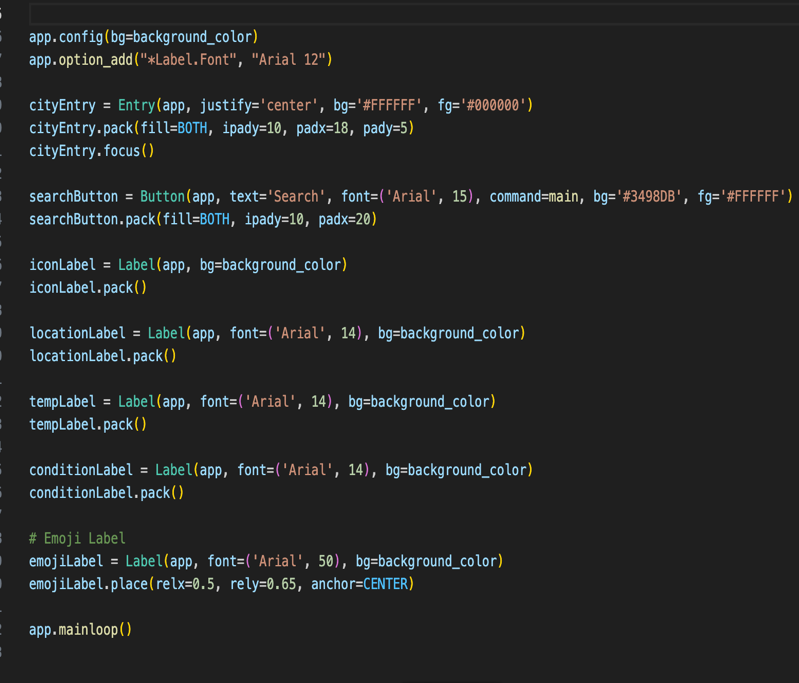 app.config(bg=background_color)
app.option_add("*Label.Font", "Arial 12")
cityEntry = Entry(app, justify='center', bg='#FFFFFF', fg='#000000')
cityEntry.pack(fill=BOTH, ipady=10, padx=18, pady=5)
cityEntry.focus()
searchButton = Button(app, text='Search', font=('Arial', 15), command=main, bg='#3498DB', fg='#FFFFFF')
searchButton.pack(fill=BOTH, ipady=10, padx=20)
iconLabel = Label(app, bg=background_color)
iconLabel.pack()
locationLabel = Label(app, font=('Arial', 14), bg=background_color)
locationLabel.pack()
tempLabel = Label(app, font=('Arial', 14), bg=background_color)
tempLabel.pack()
conditionLabel = Label(app, font=('Arial', 14), bg=background_color)
conditionLabel.pack()
# Emoji Label
emojiLabel = Label(app, font=('Arial', 50), bg=background_color)
emojiLabel.place(relx=0.5, rely=0.65, anchor=CENTER)
app.mainloop()